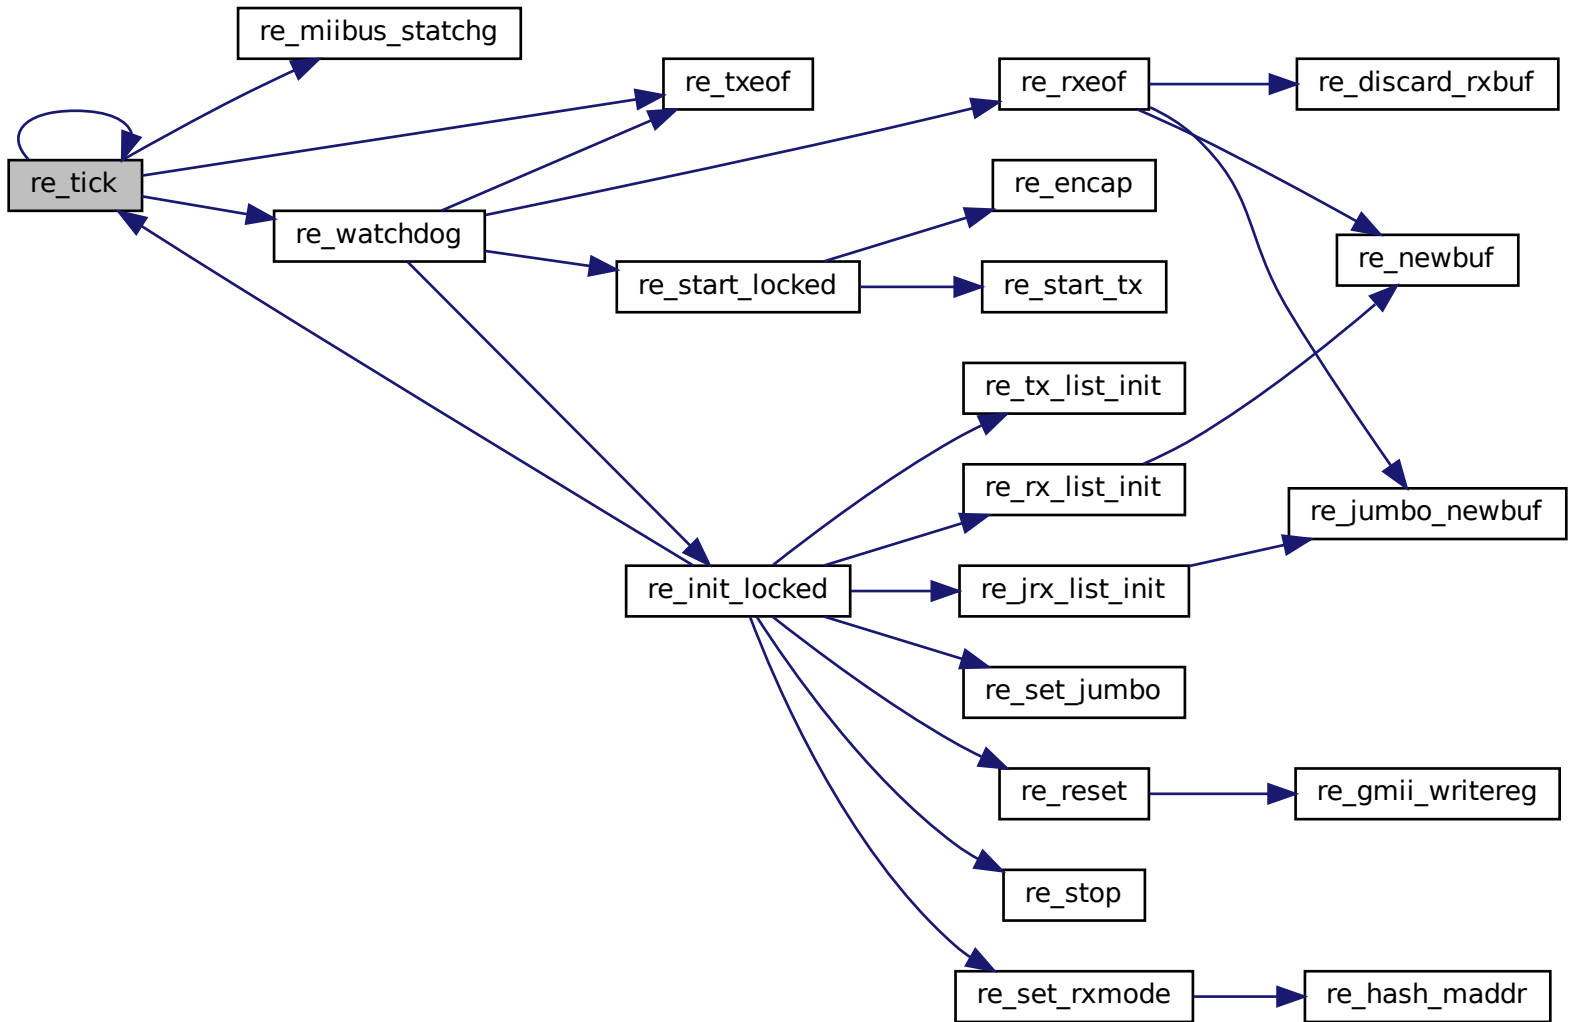 re_miibus_statchg
re_txeof
re_rxeof
re_discard_rxbuf
re_tick
re_encap
re_watchdog
re_newbuf
re_start_locked
re_start_tx
re_tx_list_init
re_rx_list_init
re_jumbo_newbuf
re_init_locked
re_jrx_list_init
re_set_jumbo
re_reset
re_gmii_writereg
re_stop
re_set_rxmode
re_hash_maddr